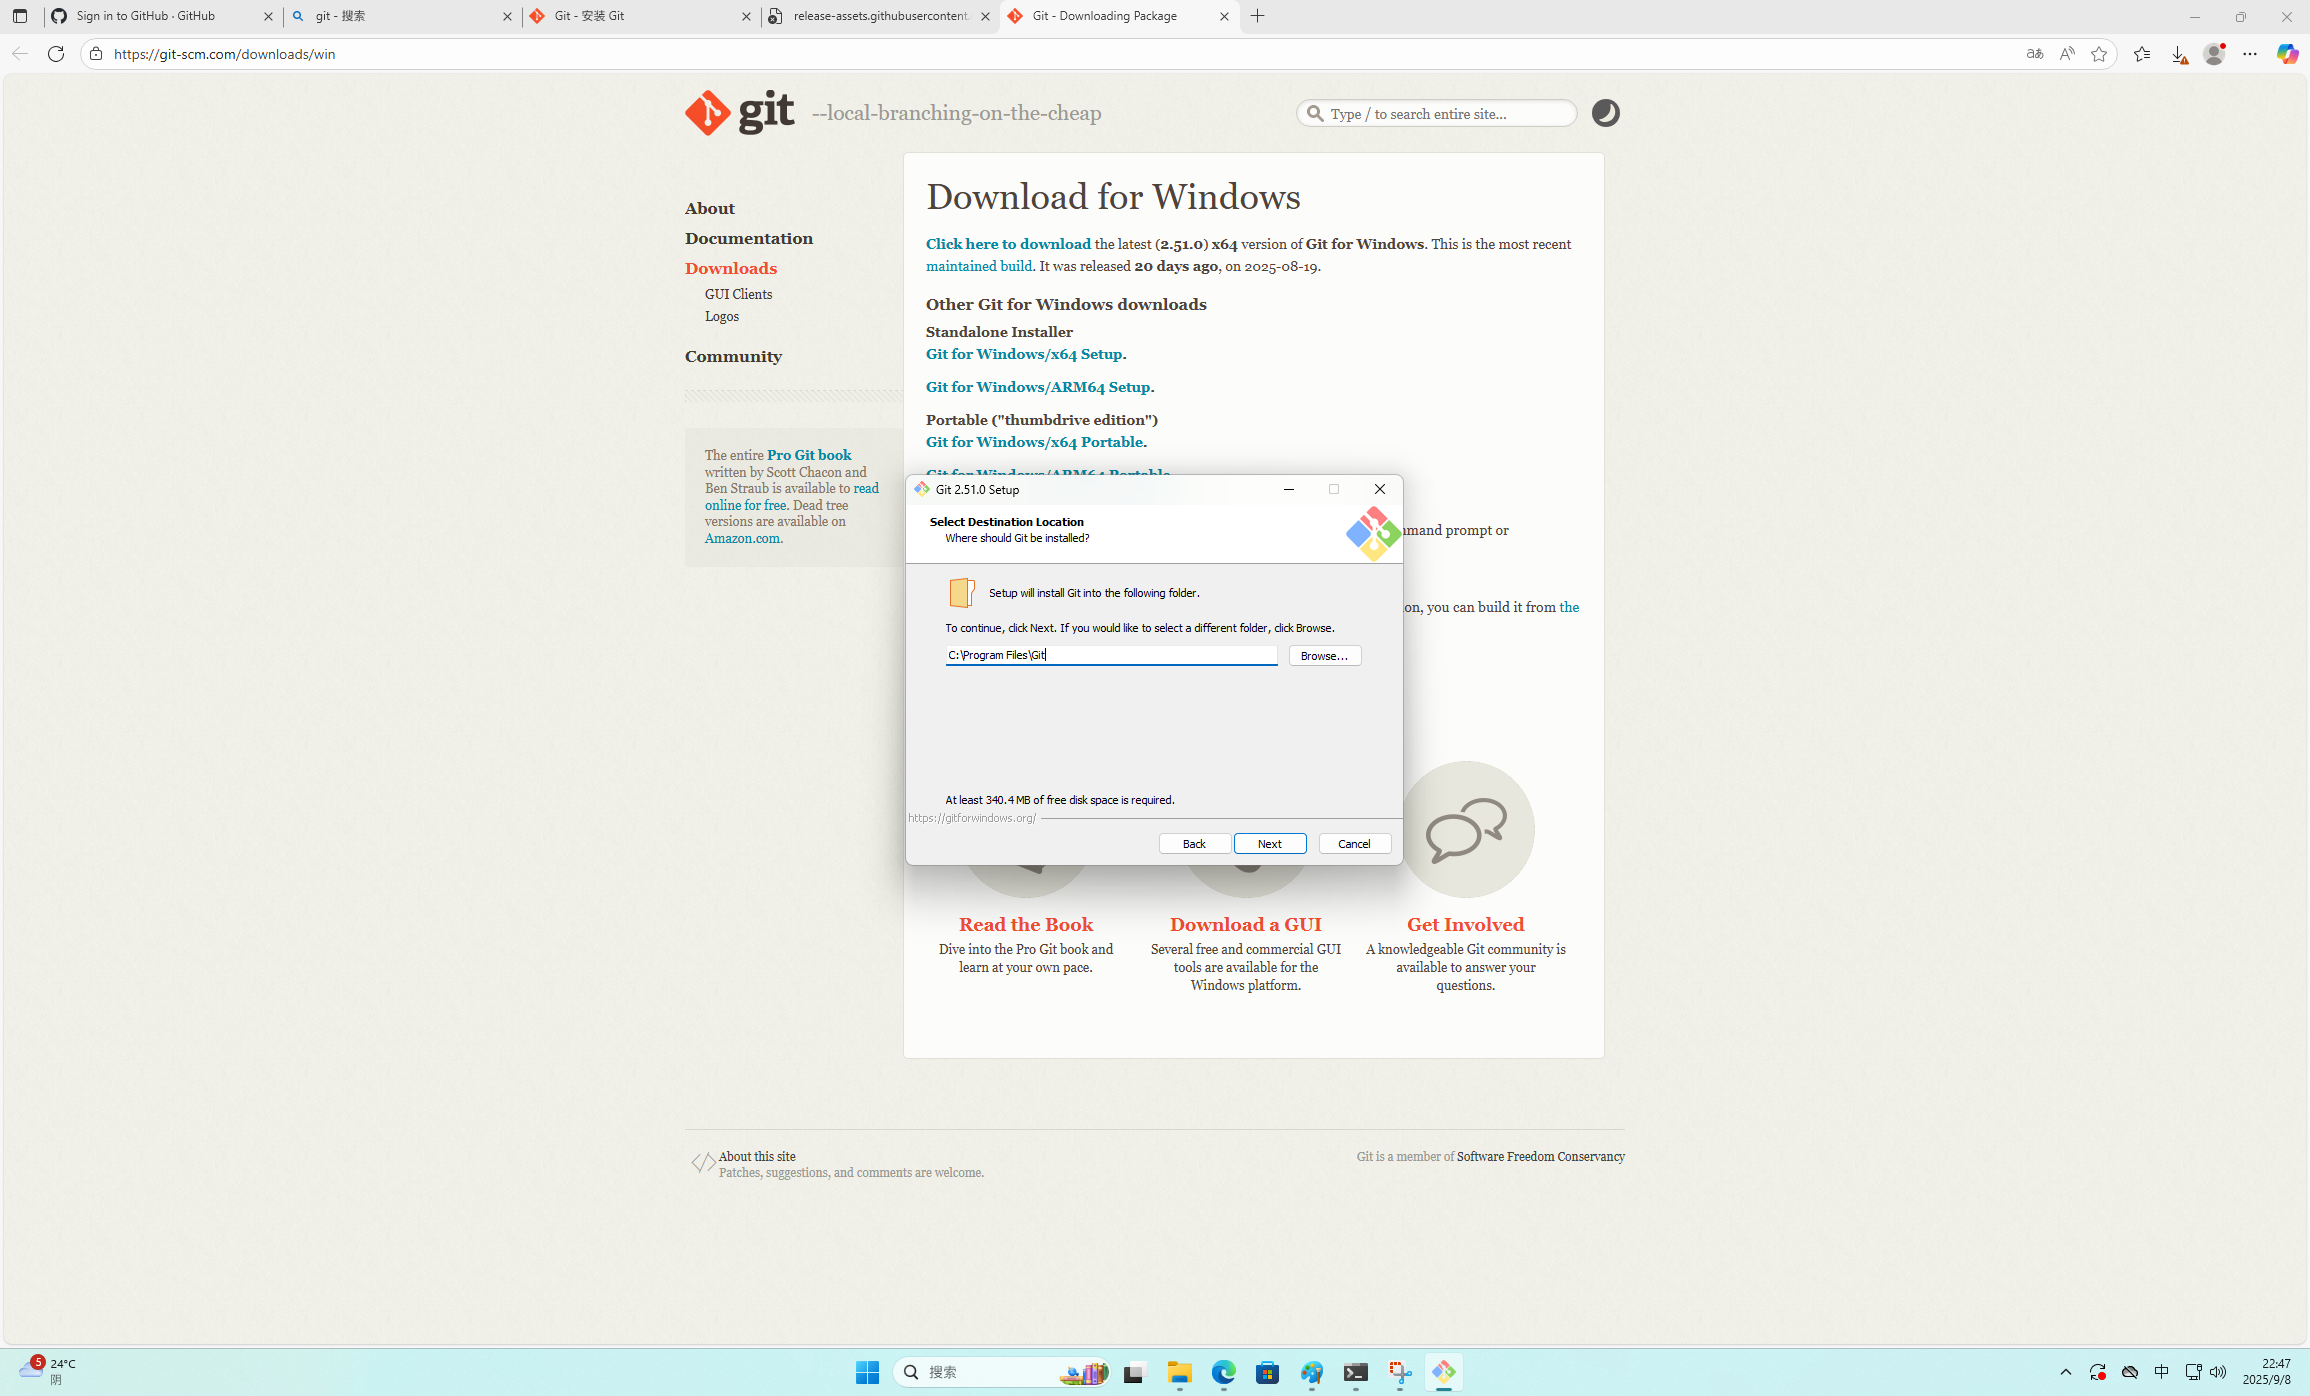 Sign in to GitHub · GitHub
git - 搜索
Git - 安装 Git
release-assets.githubusercontent.
Git - Downloading Package
https://git-scm.com/downloads/win
git --local-branching-on-the-cheap
Type / to search entire site...
About
Documentation
Downloads
GUI Clients
Logos
Community
The entire Pro Git book
written by Scott Chacon and
Ben Straub is available to read
online for free. Dead tree
versions are available on
Amazon.com.
Download for Windows
Click here to download the latest (2.51.0) x64 version of Git for Windows. This is the most recent
maintained build. It was released 20 days ago, on 2025-08-19.
Other Git for Windows downloads
Standalone Installer
Git for Windows/x64 Setup.
Git for Windows/ARM64 Setup.
Portable ("thumbdrive edition")
Git for Windows/x64 Portable.
Git for Windows/ARM64 Portable.
mand prompt or
on, you can build it from the
Git 2.51.0 Setup
Select Destination Location
Where should Git be installed?
Setup will install Git into the following folder.
To continue, click Next. If you would like to select a different folder, click Browse.
C:\Program Files\Git
Browse...
At least 340.4 MB of free disk space is required.
https://gitforwindows.org/
Back
Next
Cancel
Read the Book
Dive into the Pro Git book and
learn at your own pace.
Download a GUI
Several free and commercial GUI
tools are available for the
Windows platform.
Get Involved
A knowledgeable Git community is
available to answer your
questions.
About this site
Patches, suggestions, and comments are welcome.
Git is a member of Software Freedom Conservancy
5
24°C
阴
搜索
中
22:47
2025/9/8